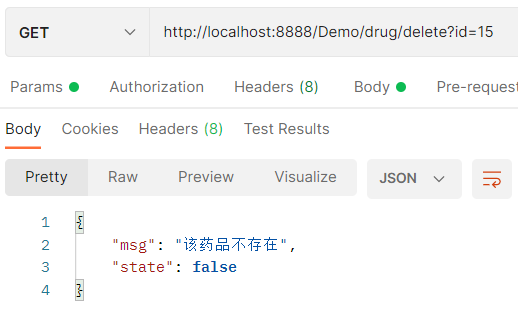 GET http://localhost:8888/Demo/drug/delete?id=15
Params Authorization Headers (8) Body Pre-request
Body Cookies Headers (8) Test Results
Pretty Raw Preview Visualize JSON
1 {
2 "msg": "该药品不存在",
3 "state": false
4 }